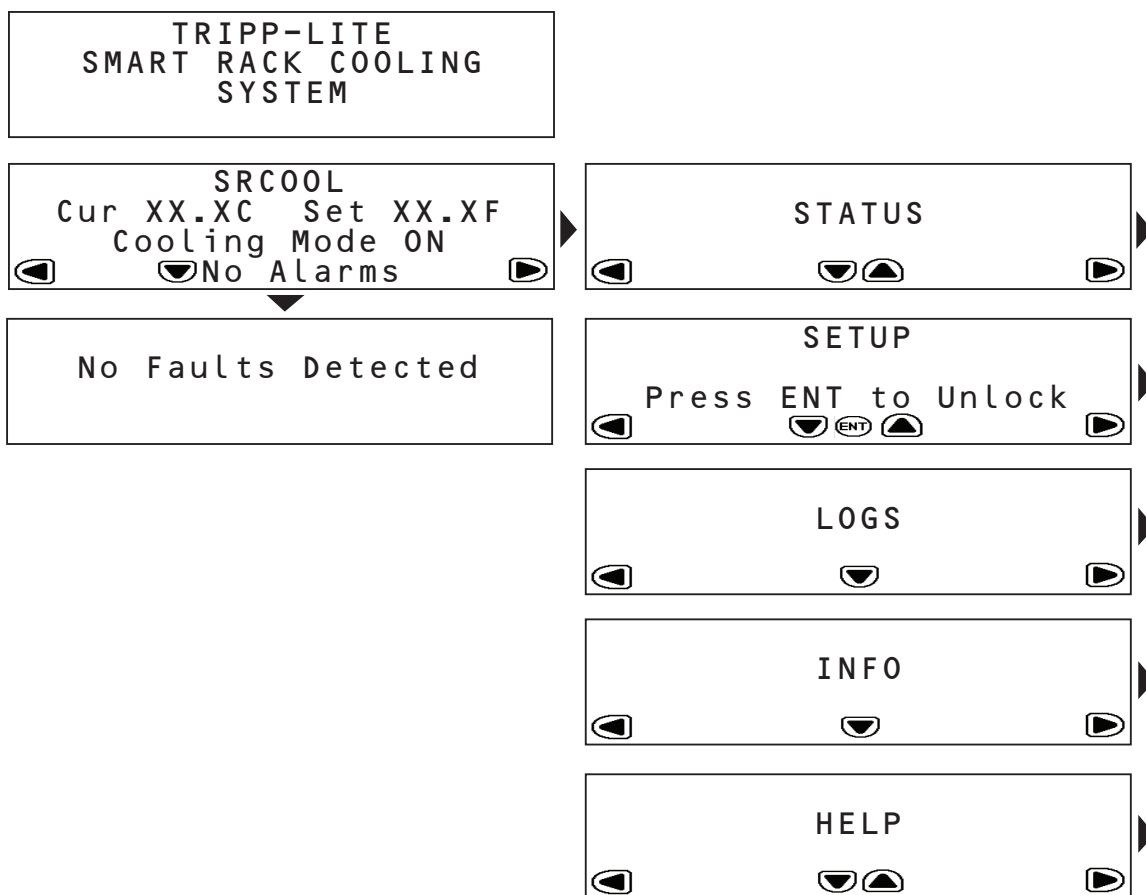 TRIPP-LITE
SMART RACK COOLING
SYSTEM
SRCOOL
Cur XX.XC Set XX.XF
Cooling Mode ON
No Alarms
No Faults Detected
STATUS
SETUP
Press ENT to Unlock
ENT
LOGS
INFO
HELP